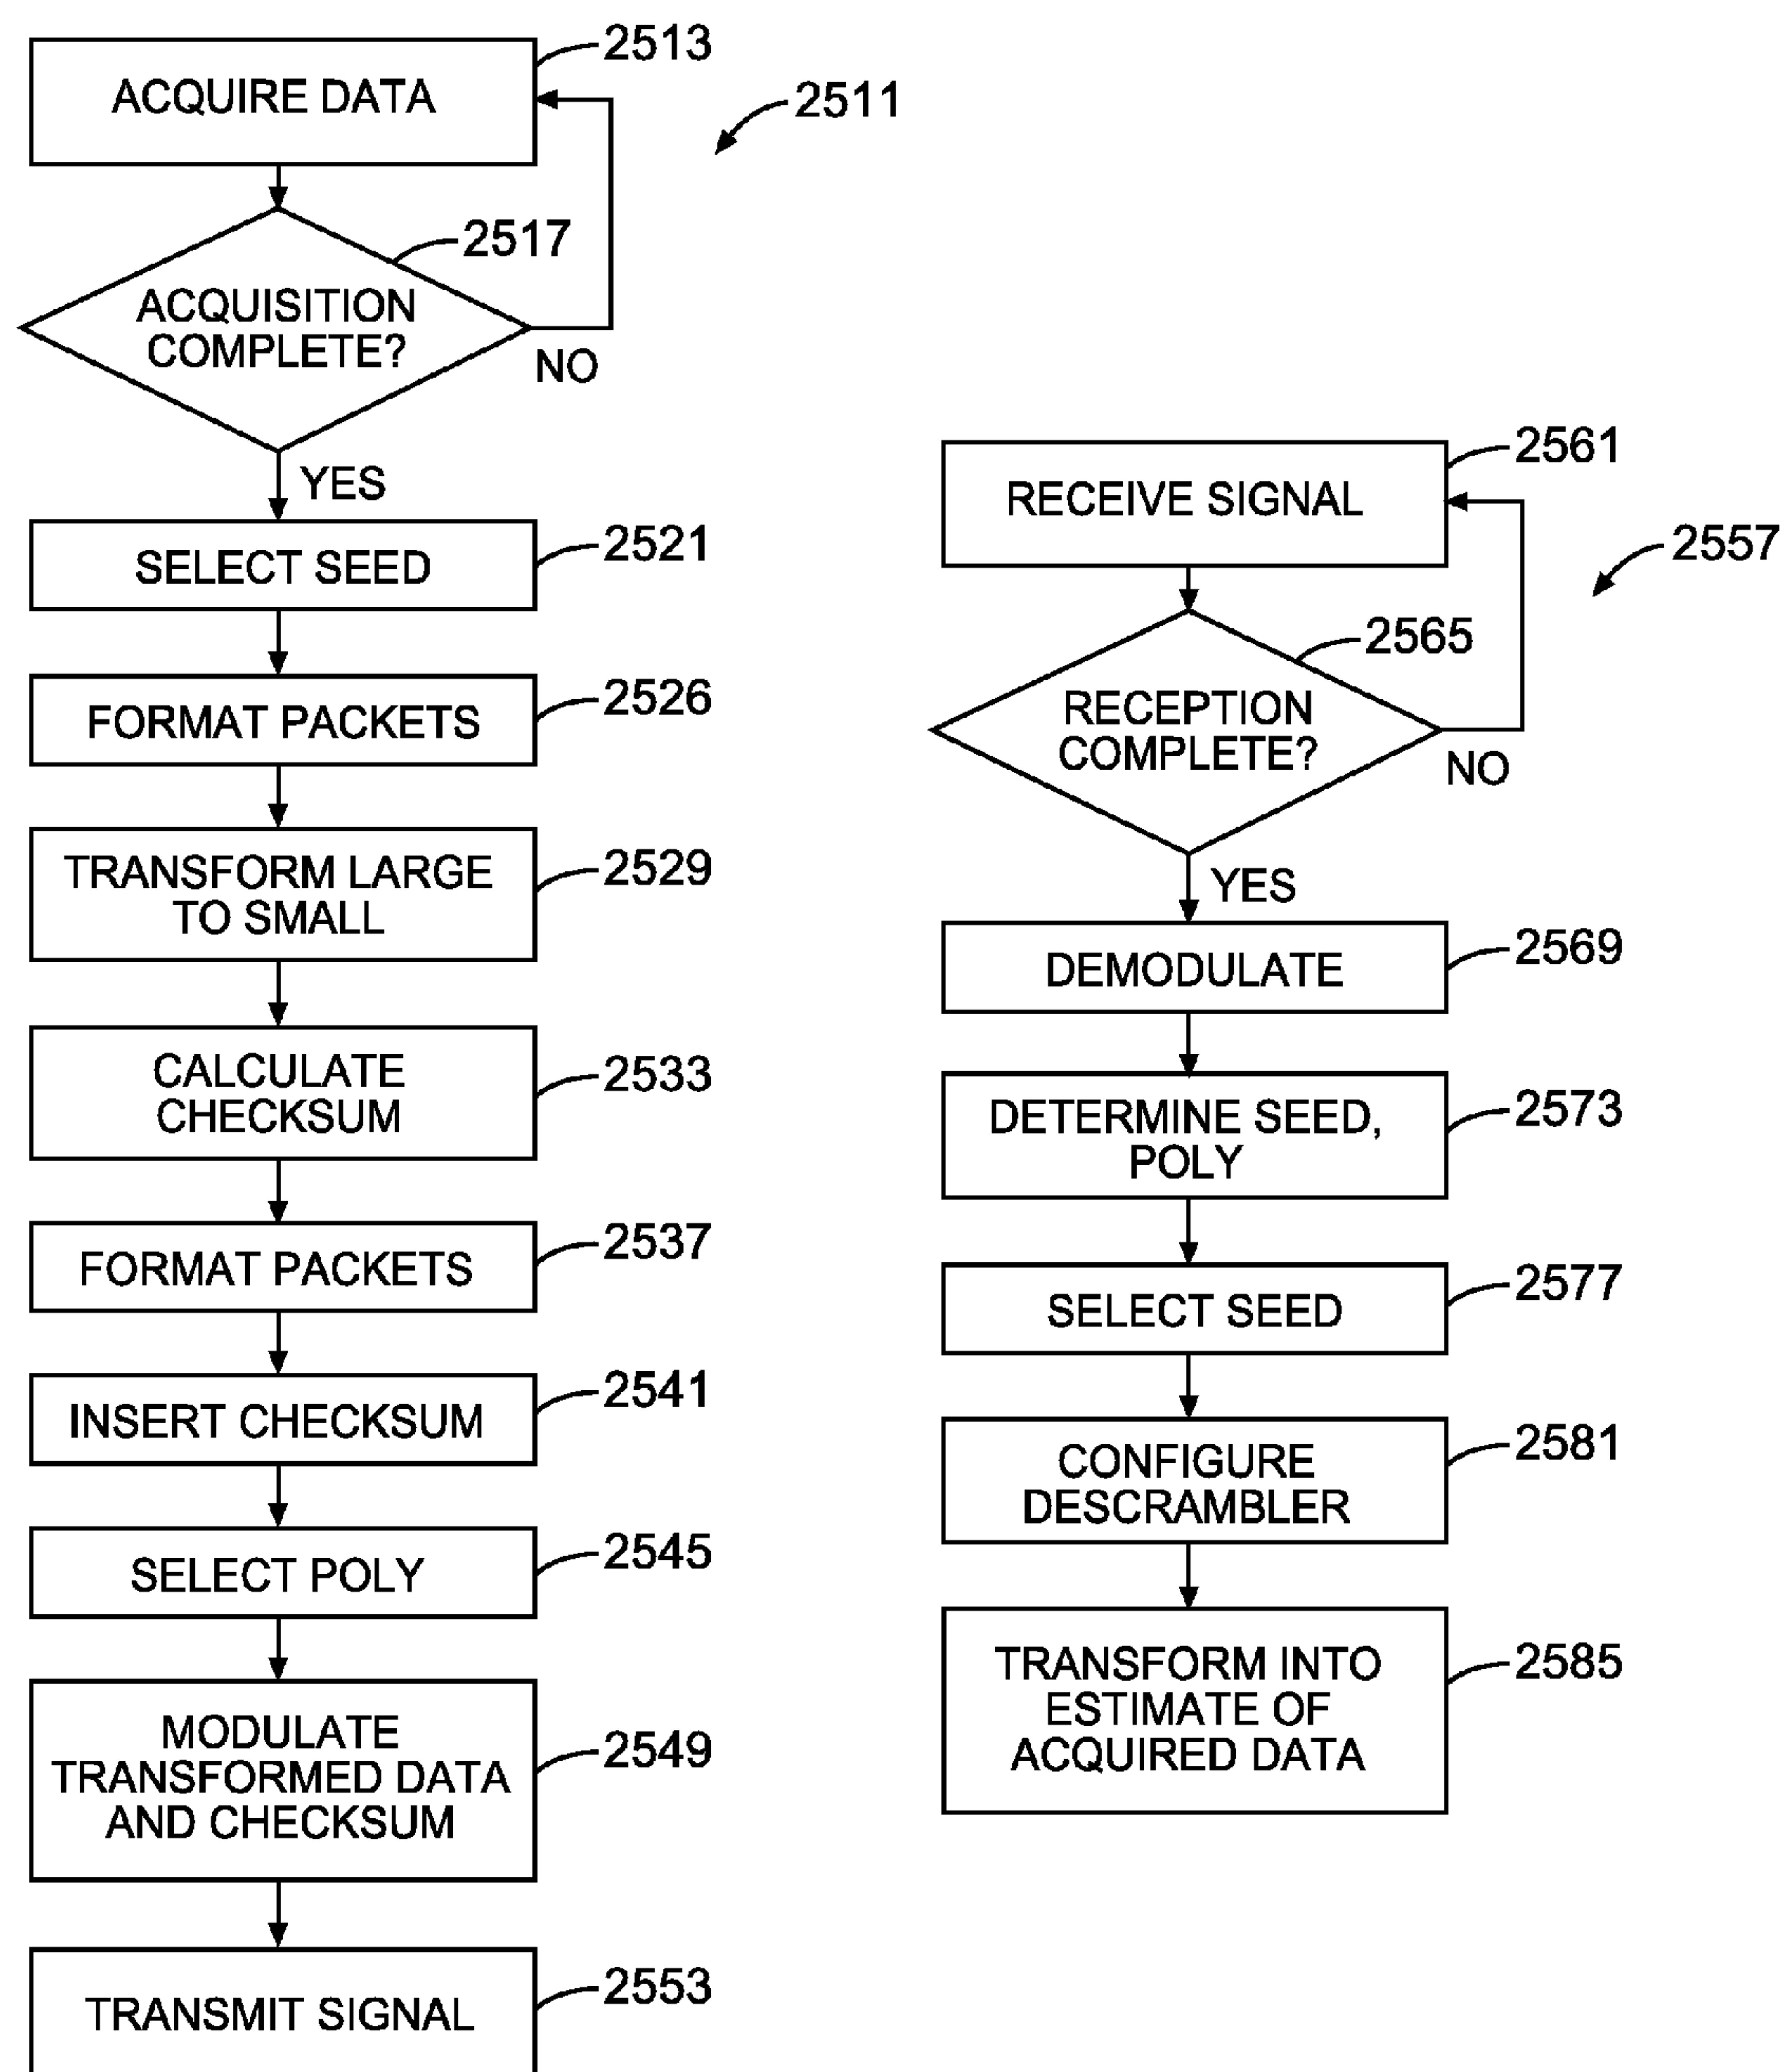 2513
ACQUIRE DATA
2511
2517
ACQUISITION
COMPLETE?
NO
YES
SELECT SEED
2521
FORMAT PACKETS
2526
TRANSFORM LARGE
TO SMALL
2529
CALCULATE
CHECKSUM
2533
FORMAT PACKETS
2537
INSERT CHECKSUM
2541
SELECT POLY
2545
MODULATE
TRANSFORMED DATA
AND CHECKSUM
2549
TRANSMIT SIGNAL
2553
2561
RECEIVE SIGNAL
2557
2565
RECEPTION
COMPLETE?
NO
YES
DEMODULATE
2569
DETERMINE SEED,
POLY
2573
SELECT SEED
2577
CONFIGURE
DESCRAMBLER
2581
TRANSFORM INTO
ESTIMATE OF
ACQUIRED DATA
2585